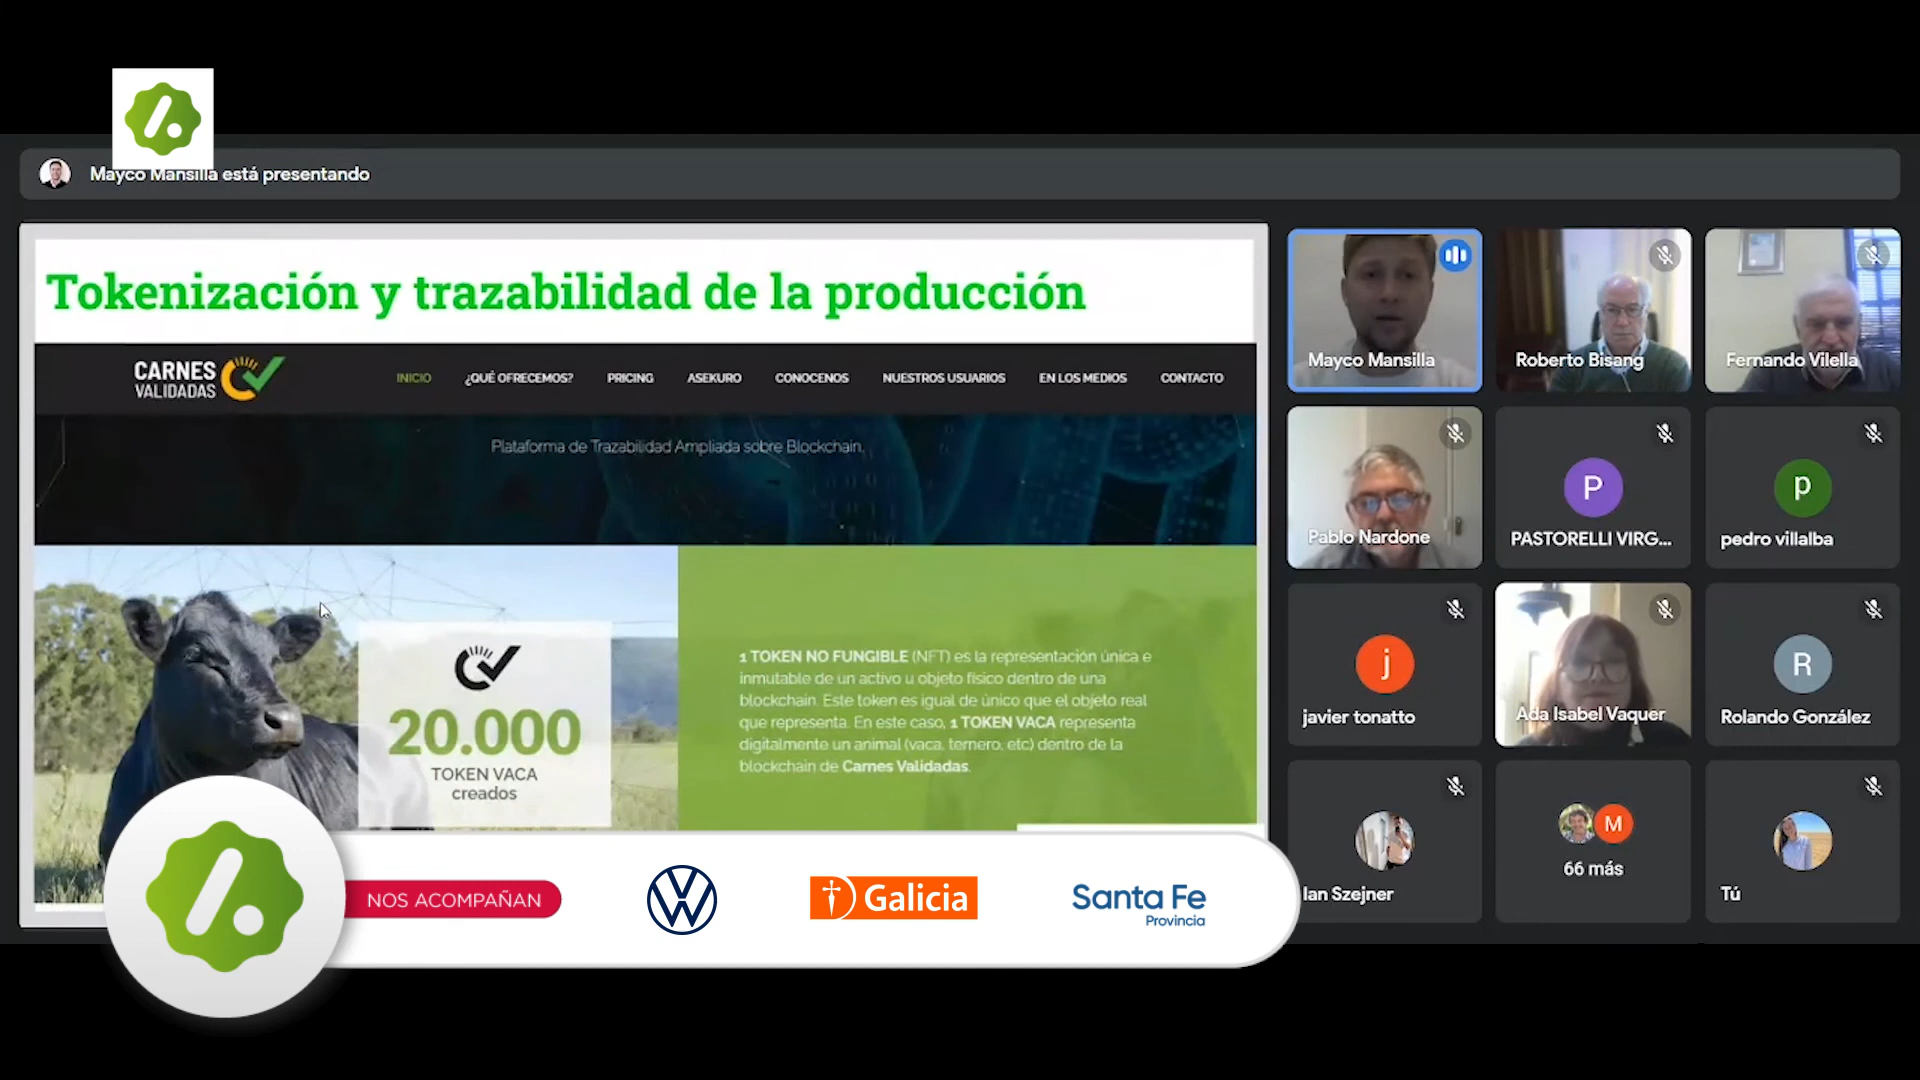 Mayco Mansilla está presentando
Tokenización y trazabilidad de la producción
CARNES
VALIDADAS
INICIO
¿QUÉ OFRECEMOS?
PRICING
ASEKURO
CONOCENOS
NUESTROS USUARIOS
EN LOS MEDIOS
CONTACTO
Plataforma de Trazabilidad Ampliada sobre Blockchain.
20.000
TOKEN VACA
creados
1 TOKEN NO FUNGIBLE (NFT) es la representación única e
inmutable de un activo u objeto físico dentro de una
blockchain. Este token es igual de único que el objeto real
que representa. En este caso, 1 TOKEN VACA representa
digitalmente un animal (vaca, ternero, etc) dentro de la
blockchain de Carnes Validadas.
Mayco Mansilla
Roberto Bisang
Fernando Vilella
Pablo Nardone
P
PASTORELLI VIRG...
p
pedro villalba
j
javier tonatto
Ada Isabel Vaquer
R
Rolando González
Ian Szejner
M
66 más
Tú
NOS ACOMPAÑAN
Galicia
Santa Fe
Provincia